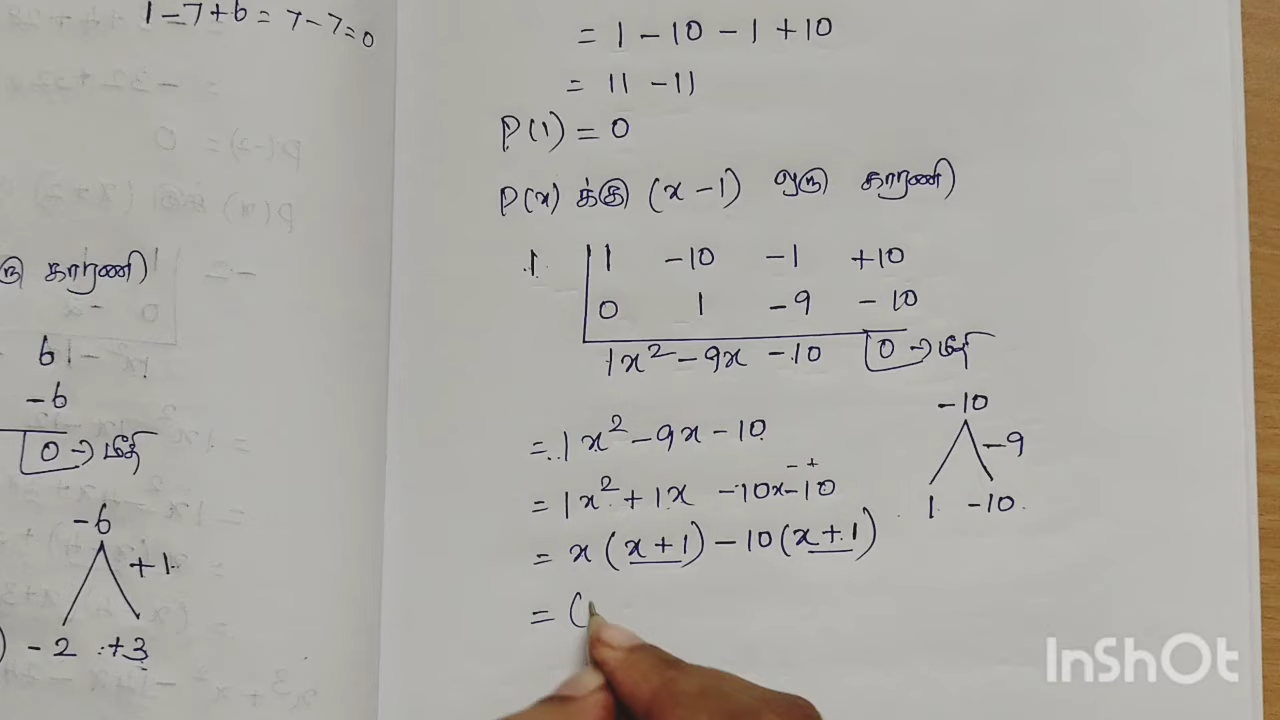 1 - 7 + 6 = 7 - 7 = 0
காரணி
6
-6
0 → மீதி
-6
+1
-2 +3
= 1 - 10 - 1 + 10
= 11 - 11
P(1) = 0
P(x) க்கு (x - 1) ஒரு காரணி
1 | 1 -10 -1 +10
0 1 -9 -10
1x² - 9x - 10 0 → மீதி
= 1x² - 9x - 10
= 1x² + 1x - 10x - 10
- +
= x (x + 1) - 10 (x + 1)
= (
-10
-9
1 -10
InShOt